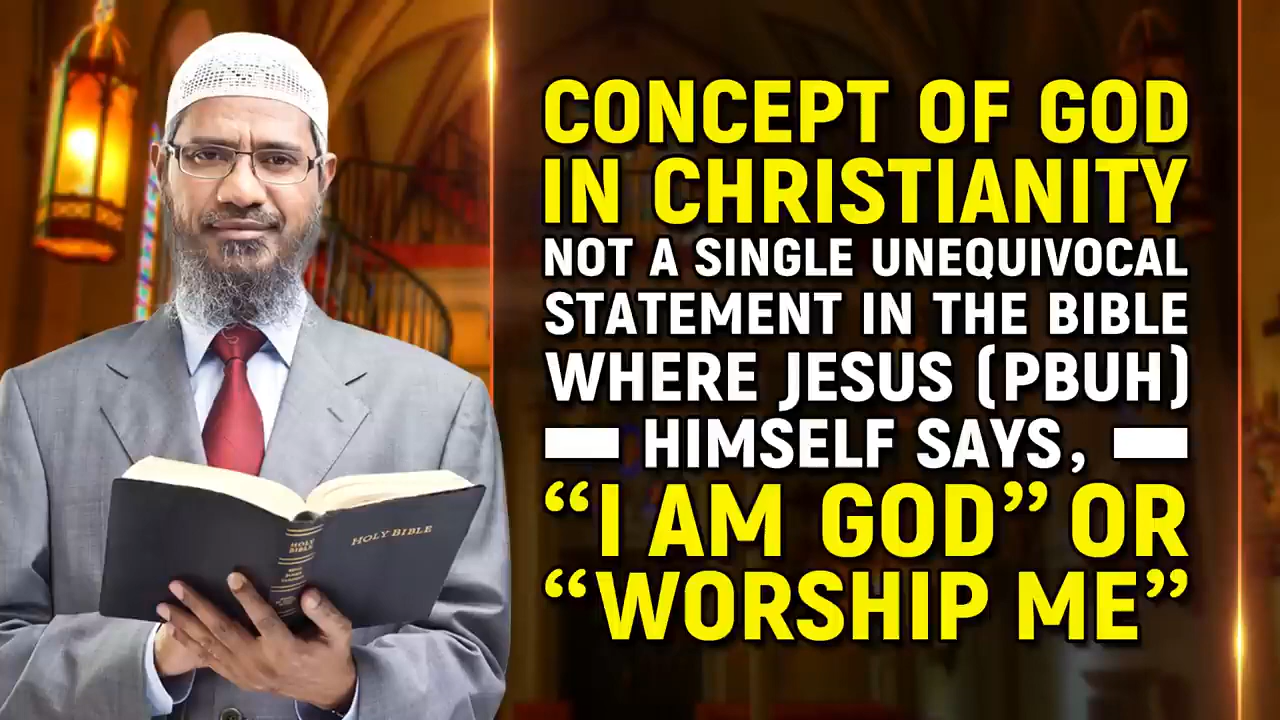 CONCEPT OF GOD
IN CHRISTIANITY
NOT A SINGLE UNEQUIVOCAL
STATEMENT IN THE BIBLE
WHERE JESUS (PBUH)
HIMSELF SAYS,
“I AM GOD” OR
“WORSHIP ME”
HOLY
BIBLE
HOLY BIBLE